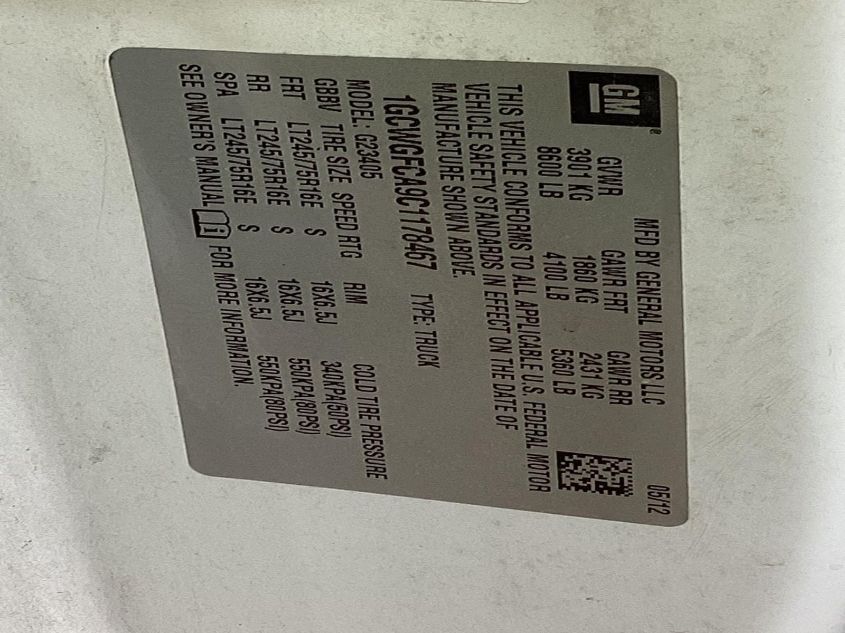 GM®
MFD BY GENERAL MOTORS LLC 05/12
GVWR GAWR FRT GAWR RR
3901 KG 1860 KG 2431 KG
8600 LB 4100 LB 5360 LB
THIS VEHICLE CONFORMS TO ALL APPLICABLE U.S. FEDERAL MOTOR
VEHICLE SAFETY STANDARDS IN EFFECT ON THE DATE OF
MANUFACTURE SHOWN ABOVE.
1GCWGFCA9C1178467 TYPE: TRUCK
MODEL: G23405
GBBV TIRE SIZE SPEED RTG RIM COLD TIRE PRESSURE
FRT LT245/75R16E S 16X6.5J 340KPA(50PSI)
RR LT245/75R16E S 16X6.5J 550KPA(80PSI)
SPA LT245/75R16E S 16X6.5J 550KPA(80PSI)
SEE OWNER'S MANUAL FOR MORE INFORMATION.